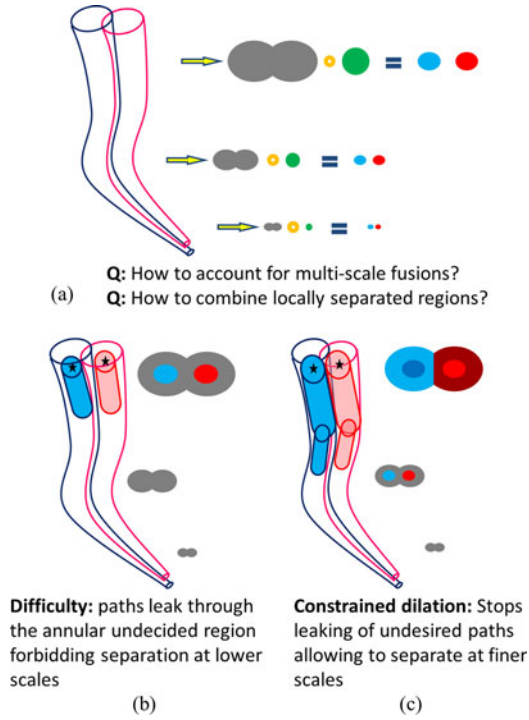 Q: How to account for multi-scale fusions?
(a) Q: How to combine locally separated regions?
Difficulty: paths leak through
the annular undecided region
forbidding separation at lower
scales
(b)
Constrained dilation: Stops
leaking of undesired paths
allowing to separate at finer
scales
(c)